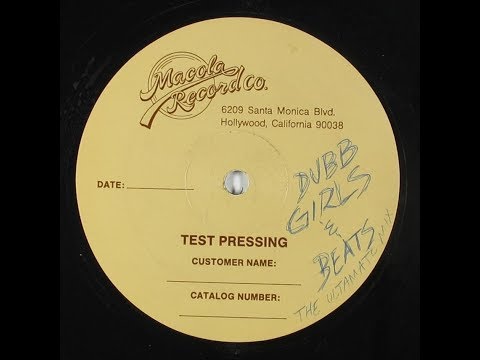 Macola
Record Co.
6209 Santa Monica Blvd.
Hollywood, California 90038
DATE:
TEST PRESSING
CUSTOMER NAME:
CATALOG NUMBER:
DUBB
GIRLS
&
BEATS
THE ULTAMATE MIX